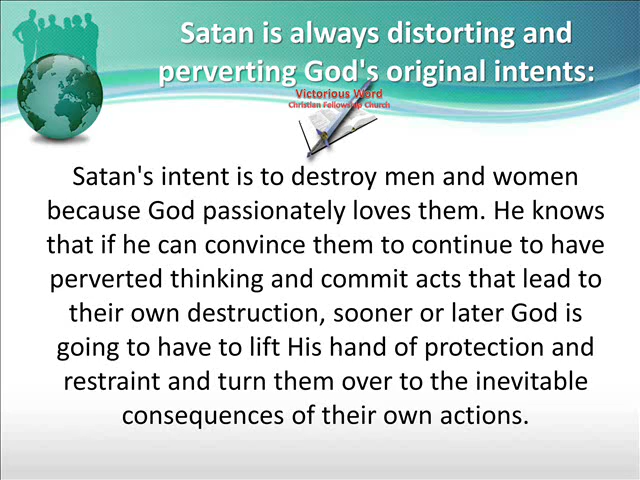 Satan is always distorting and
perverting God's original intents:
Victorious Word
Christian Fellowship Church
Satan's intent is to destroy men and women
because God passionately loves them. He knows
that if he can convince them to continue to have
perverted thinking and commit acts that lead to
their own destruction, sooner or later God is
going to have to lift His hand of protection and
restraint and turn them over to the inevitable
consequences of their own actions.